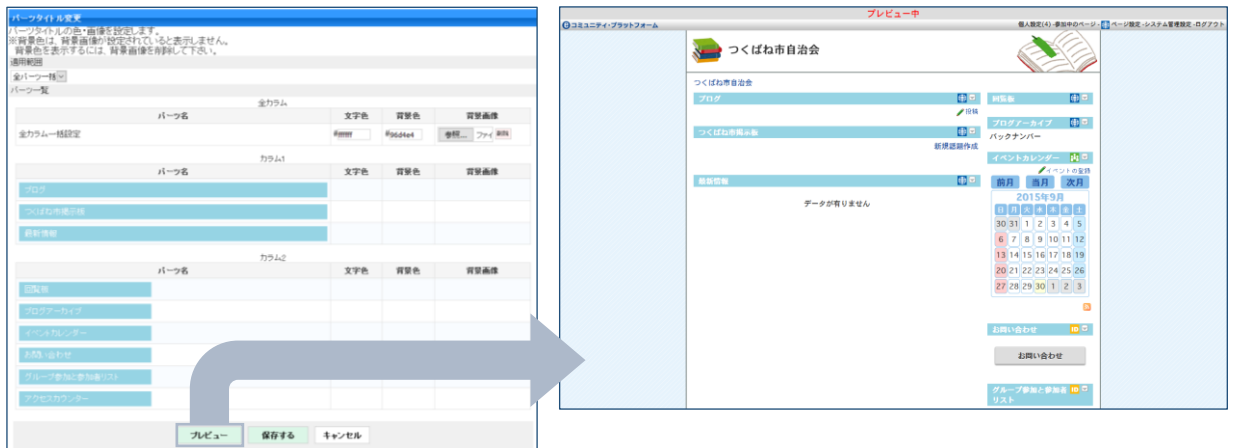 パーツタイトル変更
パーツタイトルの色・画像を設定します。
※背景色は、背景画像が設定されていると表示しません。
背景色を表示するには、背景画像を削除して下さい。
適用範囲
全パーツ一括
パーツ一覧
全カラム
パーツ名 文字色 背景色 背景画像
全カラム一括設定 #ffffff #96d4e4 参照... ファイ 削除
カラム1
パーツ名 文字色 背景色 背景画像
ブログ
つくばね市掲示板
最新情報
カラム2
パーツ名 文字色 背景色 背景画像
回覧板
ブログアーカイブ
イベントカレンダー
お問い合わせ
グループ参加と参加者リスト
アクセスカウンター
プレビュー 保存する キャンセル
プレビュー中
コミュニティ・プラットフォーム 個人設定(4)・参加中のページ・ページ設定・システム管理設定・ログアウト
つくばね市自治会
つくばね市自治会
ブログ
投稿
つくばね市掲示板
新規話題作成
最新情報
データが有りません
回覧板
ブログアーカイブ
バックナンバー
イベントカレンダー
イベントの登録
前月 当月 次月
2015年9月
日 月 火 水 木 金 土
30 31 1 2 3 4 5
6 7 8 9 10 11 12
13 14 15 16 17 18 19
20 21 22 23 24 25 26
27 28 29 30 1 2 3
お問い合わせ
お問い合わせ
グループ参加と参加者
リスト